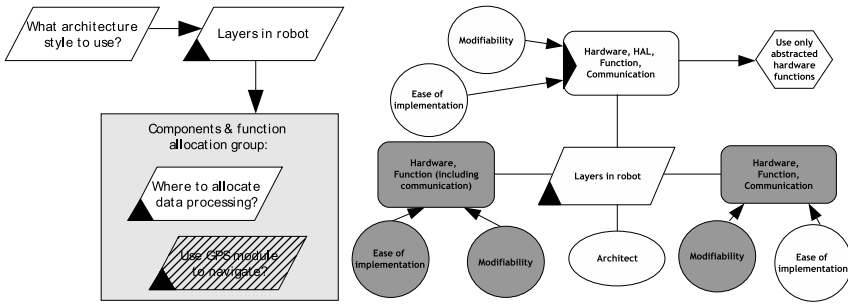 What architecture
style to use?
Layers in robot
Components & function
allocation group:
Where to allocate
data processing?
Use GPS module
to navigate?
Modifiability
Ease of
implementation
Hardware, HAL,
Function,
Communication
Use only
abstracted
hardware
functions
Hardware,
Function (including
communication)
Layers in robot
Hardware,
Function,
Communication
Ease of
implementation
Modifiability
Architect
Modifiability
Ease of
implementation